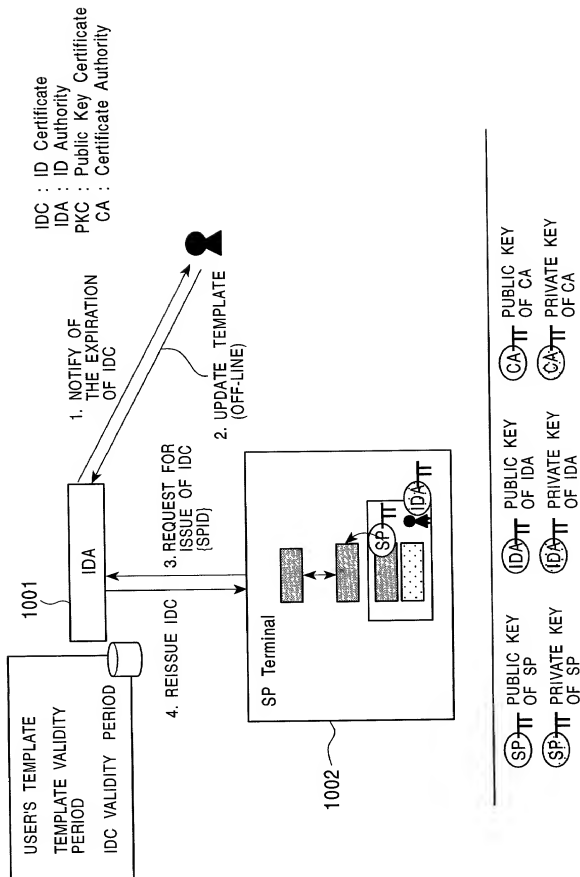 IDC : ID Certificate
IDA : ID Authority
PKC : Public Key Certificate
CA : Certificate Authority
USER'S TEMPLATE
TEMPLATE VALIDITY
PERIOD
IDC VALIDITY PERIOD
1001
IDA
1. NOTIFY OF
THE EXPIRATION
OF IDC
2. UPDATE TEMPLATE
(OFF-LINE)
3. REQUEST FOR
ISSUE OF IDC
{SPID}
4. REISSUE IDC
SP Terminal
SP
IDA
1002
SP PUBLIC KEY
OF SP
IDA PUBLIC KEY
OF IDA
CA PUBLIC KEY
OF CA
SP PRIVATE KEY
OF SP
IDA PRIVATE KEY
OF IDA
CA PRIVATE KEY
OF CA